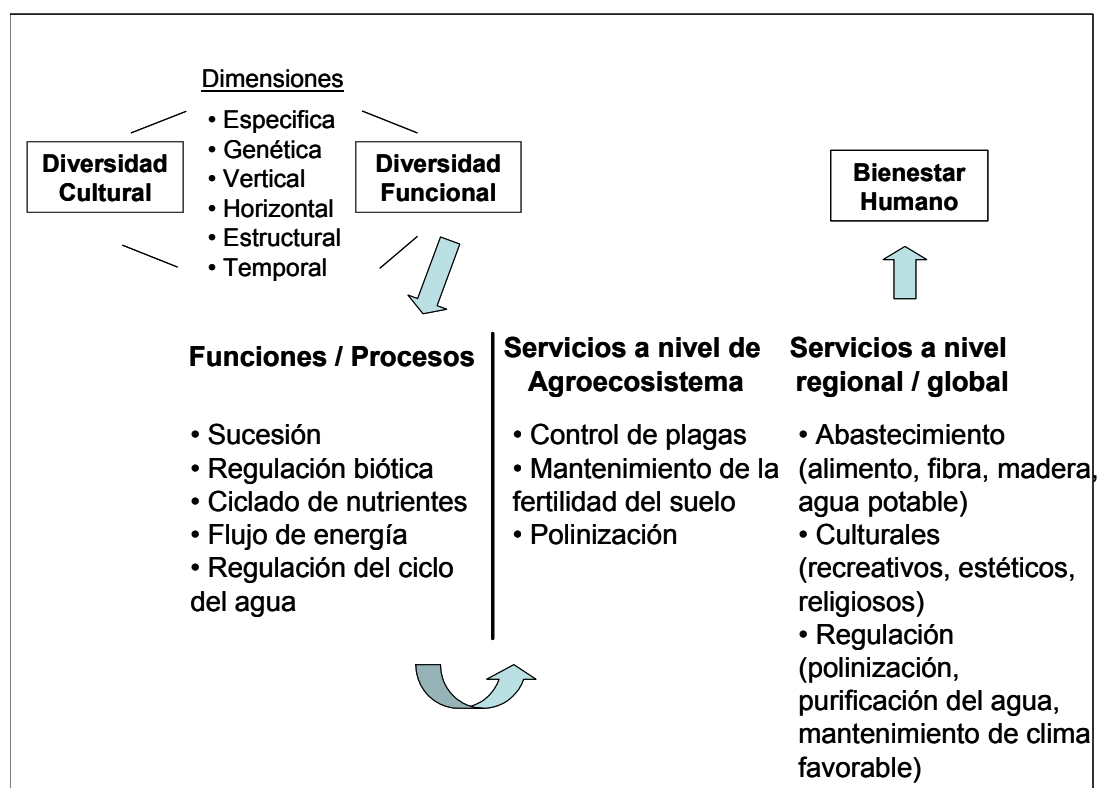 Dimensiones
• Especifica
• Genética
• Vertical
• Horizontal
• Estructural
• Temporal
Diversidad
Cultural
Diversidad
Funcional
Bienestar
Humano
Funciones / Procesos
• Sucesión
• Regulación biótica
• Ciclado de nutrientes
• Flujo de energía
• Regulación del ciclo
del agua
Servicios a nivel de
Agroecosistema
• Control de plagas
• Mantenimiento de la
fertilidad del suelo
• Polinización
Servicios a nivel
regional / global
• Abastecimiento
(alimento, fibra, madera,
agua potable)
• Culturales
(recreativos, estéticos,
religiosos)
• Regulación
(polinización,
purificación del agua,
mantenimiento de clima
favorable)